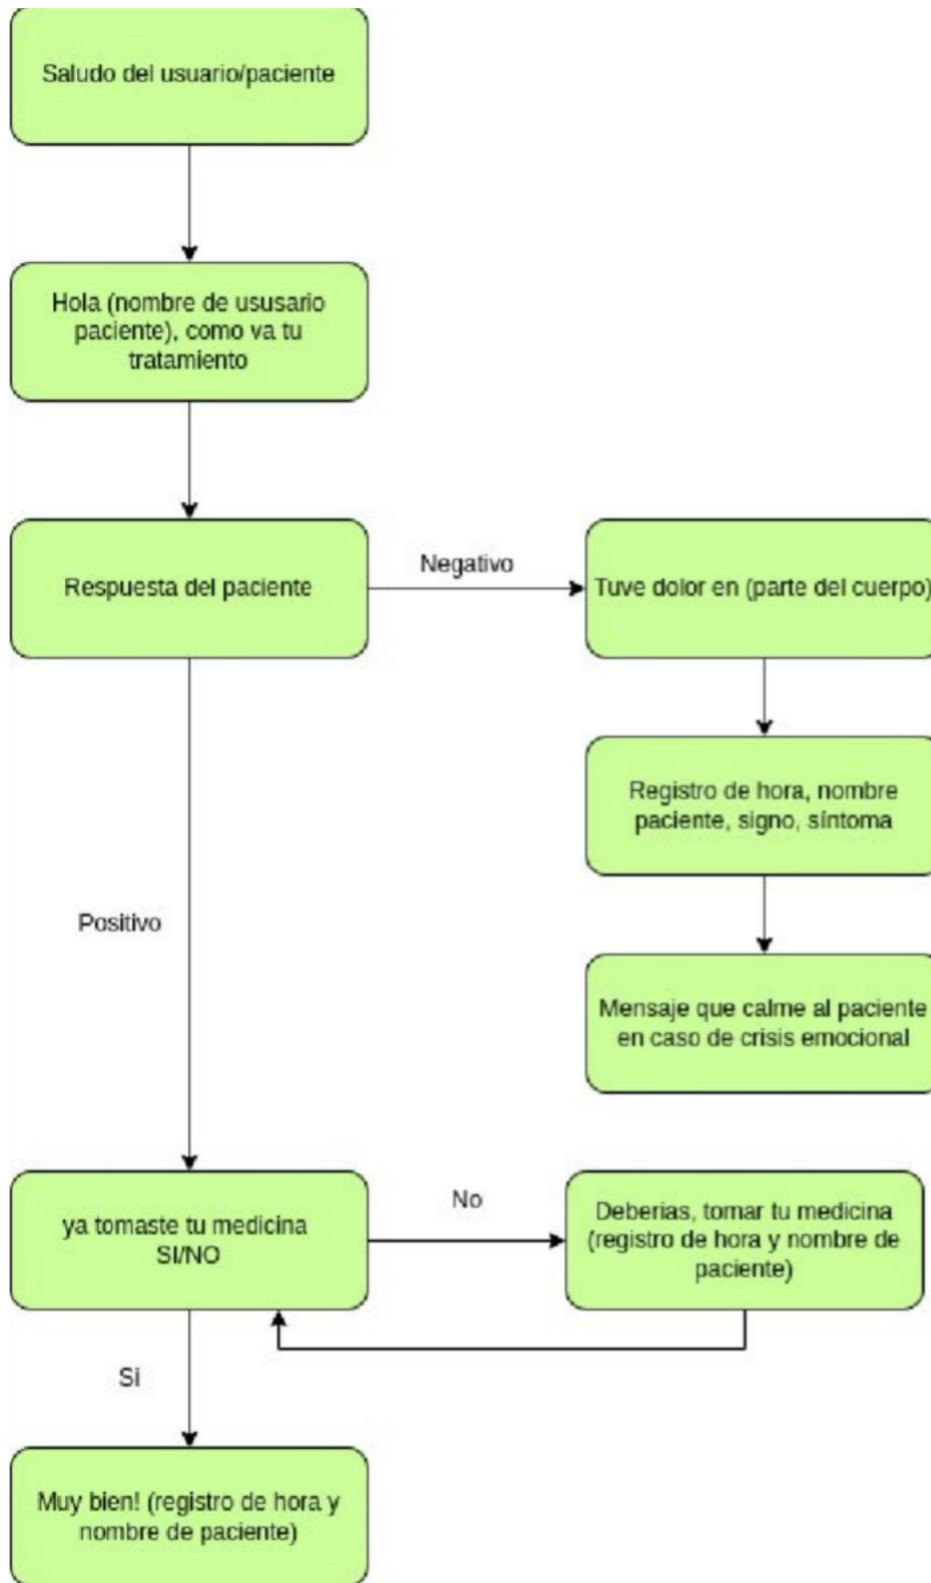 Saludo del usuario/paciente
Hola (nombre de ususario
paciente), como va tu
tratamiento
Respuesta del paciente
Negativo
Tuve dolor en (parte del cuerpo)
Registro de hora, nombre
paciente, signo, síntoma
Positivo
Mensaje que calme al paciente
en caso de crisis emocional
ya tomaste tu medicina
SI/NO
No
Deberias, tomar tu medicina
(registro de hora y nombre de
paciente)
Si
Muy bien! (registro de hora y
nombre de paciente)